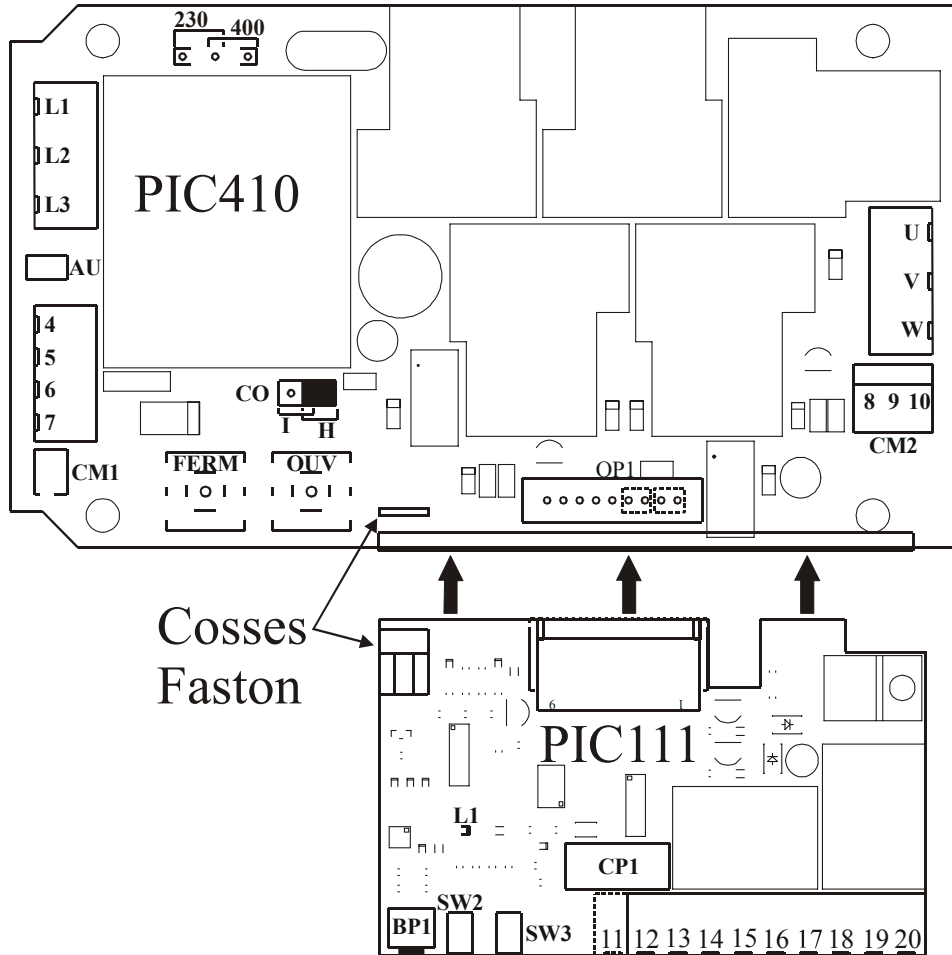 230
400
L1
L2
L3
PIC410
AU
U
V
W
4
5
6
7
CO
I
H
8 9 10
CM2
CM1
FERM
OUV
OP1
Cosses
Faston
6
1
PIC111
L1
CP1
SW2
BP1
SW3
11 12 13 14 15 16 17 18 19 20